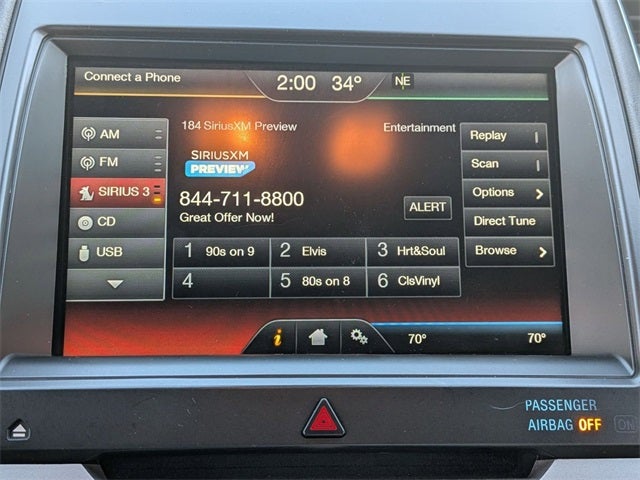 Connect a Phone
2:00 34° NE
184 SiriusXM Preview
Entertainment
AM
FM
SIRIUS 3
CD
USB
SIRIUSXM
PREVIEW
844-711-8800
Great Offer Now!
ALERT
Replay
Scan
Options
Direct Tune
Browse
1 90s on 9
2 Elvis
3 Hrt&Soul
4
5 80s on 8
6 ClsVinyl
i
70°
70°
PASSENGER
AIRBAG OFF ON